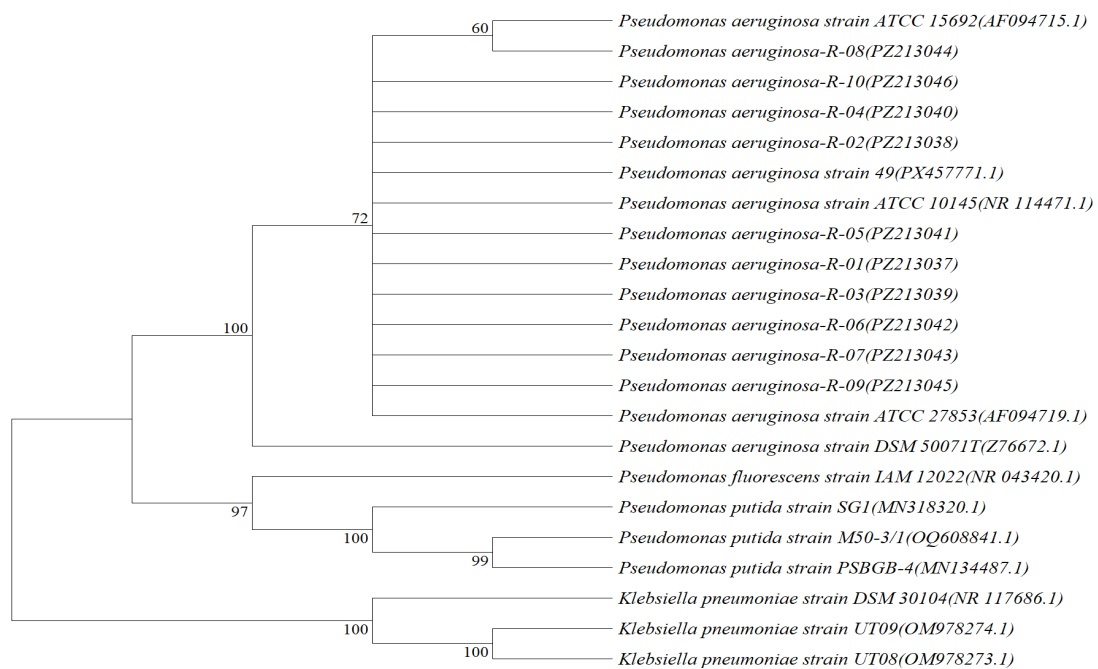 60
Pseudomonas aeruginosa strain ATCC 15692(AF094715.1)
Pseudomonas aeruginosa-R-08(PZ213044)
Pseudomonas aeruginosa-R-10(PZ213046)
Pseudomonas aeruginosa-R-04(PZ213040)
Pseudomonas aeruginosa-R-02(PZ213038)
Pseudomonas aeruginosa strain 49(PX457771.1)
Pseudomonas aeruginosa strain ATCC 10145(NR 114471.1)
72
Pseudomonas aeruginosa-R-05(PZ213041)
Pseudomonas aeruginosa-R-01(PZ213037)
Pseudomonas aeruginosa-R-03(PZ213039)
Pseudomonas aeruginosa-R-06(PZ213042)
100
Pseudomonas aeruginosa-R-07(PZ213043)
Pseudomonas aeruginosa-R-09(PZ213045)
Pseudomonas aeruginosa strain ATCC 27853(AF094719.1)
Pseudomonas aeruginosa strain DSM 50071T(Z76672.1)
Pseudomonas fluorescens strain IAM 12022(NR 043420.1)
Pseudomonas putida strain SG1(MN318320.1)
97
Pseudomonas putida strain M50-3/1(OQ608841.1)
100
99
Pseudomonas putida strain PSBGB-4(MN134487.1)
Klebsiella pneumoniae strain DSM 30104(NR 117686.1)
Klebsiella pneumoniae strain UT09(OM978274.1)
100
100
Klebsiella pneumoniae strain UT08(OM978273.1)